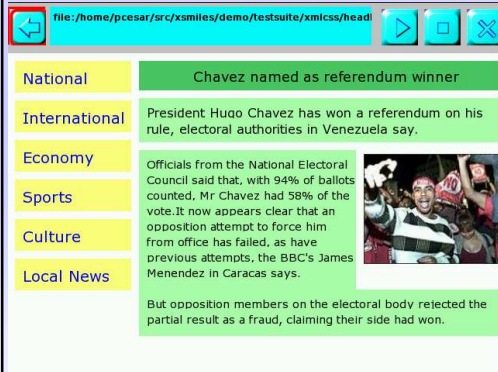 file:/home/pcesar/src/xsmiles/demo/testsuite/xmlcss/headl
National
International
Economy
Sports
Culture
Local News
Chavez named as referendum winner
President Hugo Chavez has won a referendum on his
rule, electoral authorities in Venezuela say.
Officials from the National Electoral
Council said that, with 94% of ballots
counted, Mr Chavez had 58% of the
vote.It now appears clear that an
opposition attempt to force him
from office has failed, as have
previous attempts, the BBC's James
Menendez in Caracas says.
But opposition members on the electoral body rejected the
partial result as a fraud, claiming their side had won.